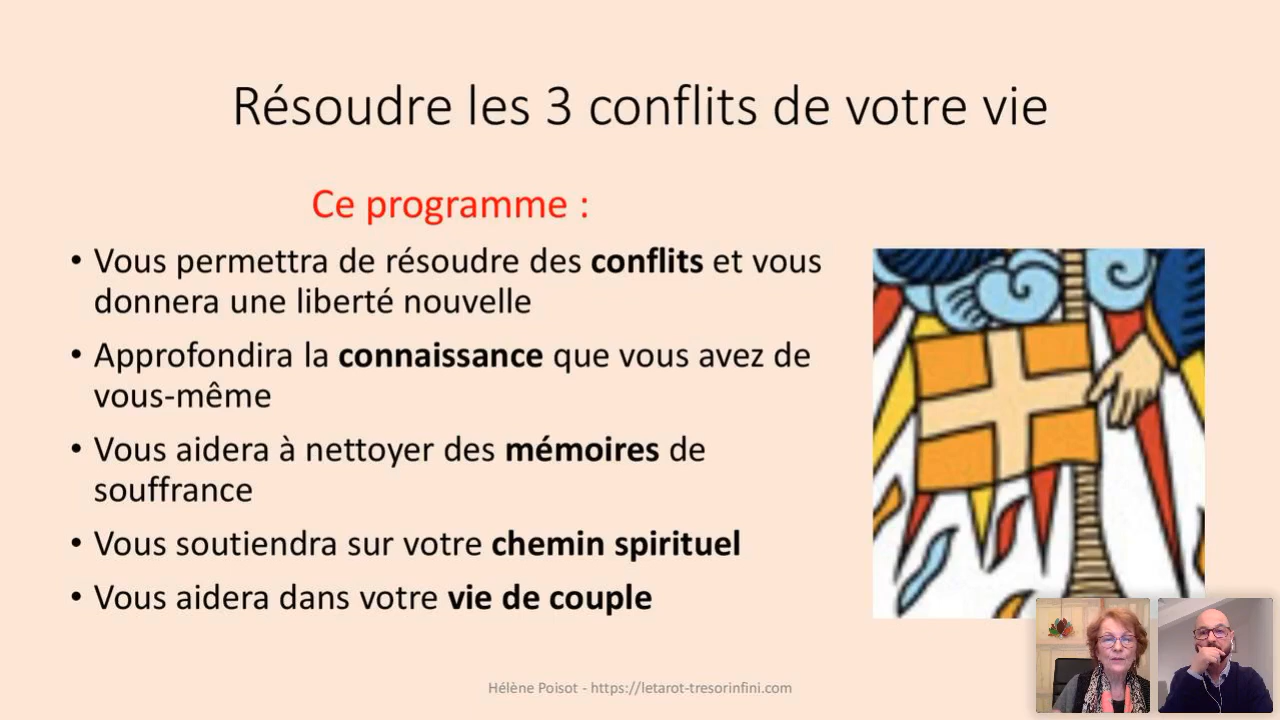 Résoudre les 3 conflits de votre vie
Ce programme :
• Vous permettra de résoudre des conflits et vous
donnera une liberté nouvelle
• Approfondira la connaissance que vous avez de
vous-même
• Vous aidera à nettoyer des mémoires de
souffrance
• Vous soutiendra sur votre chemin spirituel
• Vous aidera dans votre vie de couple
Hélène Poisot - https://letarot-tresorinfini.com